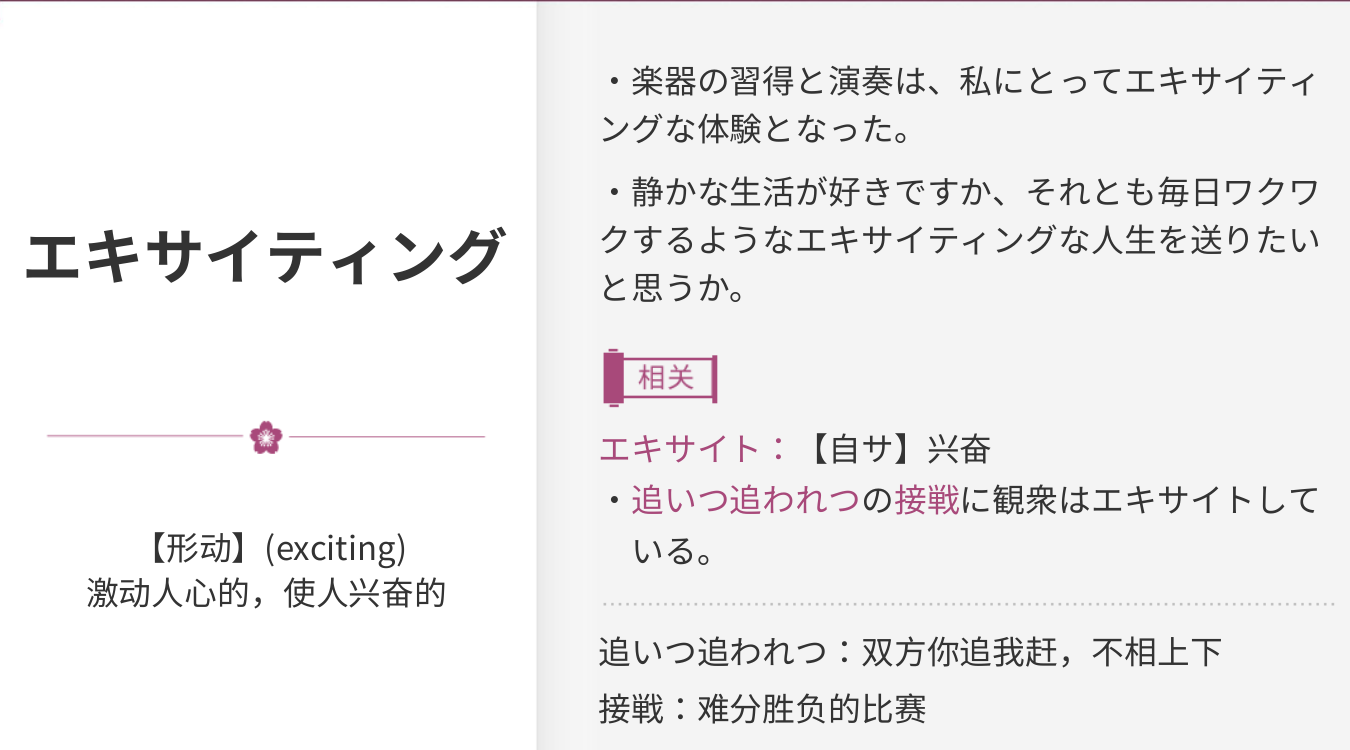 エキサイティング
【形动】(exciting)
激动人心的，使人兴奋的
・楽器の習得と演奏は、私にとってエキサイティ
ングな体験となった。
・静かな生活が好きですか、それとも毎日ワクワ
クするようなエキサイティングな人生を送りたい
と思うか。
相关
エキサイト：【自サ】兴奋
・追いつ追われつの接戦に観衆はエキサイトして
いる。
追いつ追われつ：双方你追我赶，不相上下
接戦：难分胜负的比赛